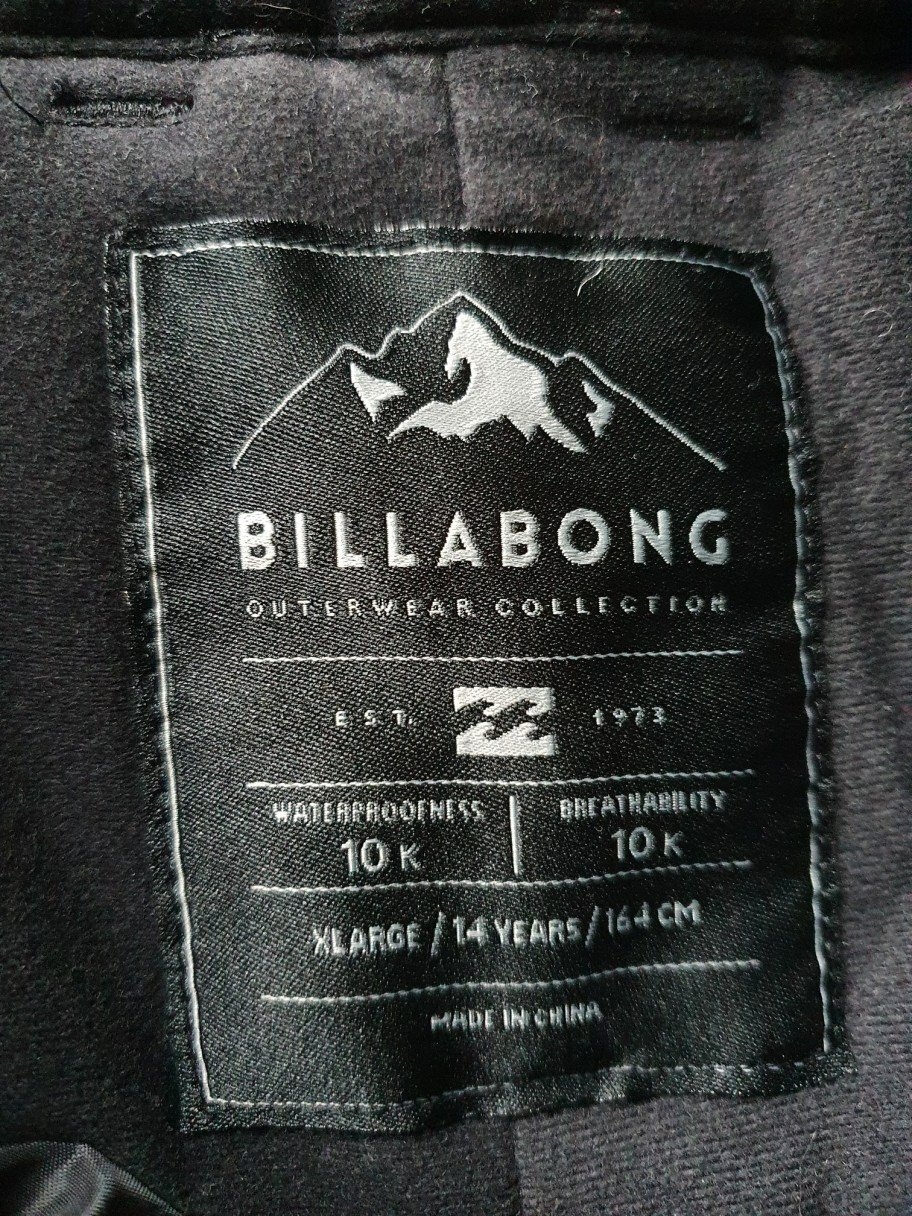 BILLABONG
OUTERWEAR COLLECTION
EST. 1973
WATERPROOFNESS BREATHABILITY
10 K 10 K
XLARGE / 14 YEARS / 164 CM
MADE IN CHINA